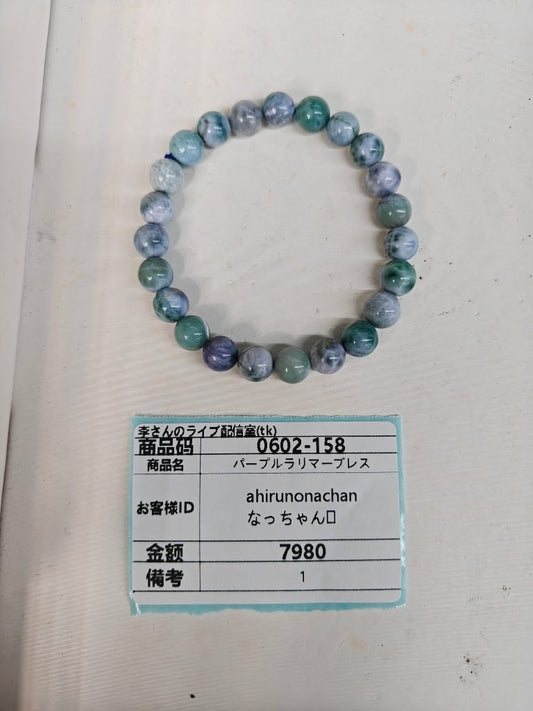 李さんのライブ配信室(tk)
商品码 0602-158
商品名 パープルラリマーブレス
お客様ID ahirunonachan
なっちゃん▯
金额 7980
備考 1